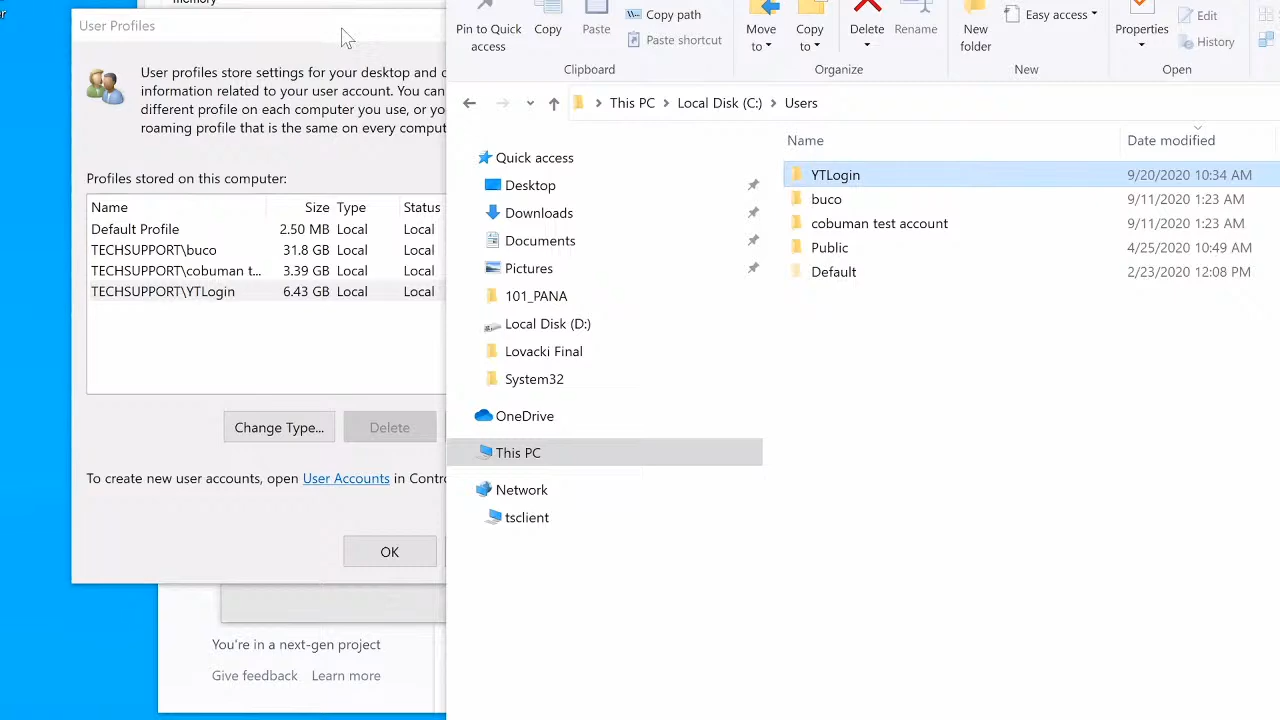 er
memory
User Profiles
User profiles store settings for your desktop and
information related to your user account. You can
different profile on each computer you use, or
roaming profile that is the same on every
Profiles stored on this computer:
Name Size Type Status
Default Profile 2.50 MB Local Local
TECHSUPPORT\buco 31.8 GB Local Local
TECHSUPPORT\cobuman t... 3.39 GB Local Local
TECHSUPPORT\YTLogin 6.43 GB Local Local
Change Type... Delete
To create new user accounts, open User Accounts in
OK
You're in a next-gen project
Give feedback Learn more
Pin to Quick
access
Copy
Paste
Copy path
Paste shortcut
Clipboard
Move
to
Copy
to
Delete
Rename
Organize
New
folder
Easy access
New
Properties
Edit
History
Open
This PC > Local Disk (C:) > Users
Quick access
Desktop
Downloads
Documents
Pictures
101_PANA
Local Disk (D:)
Lovacki Final
System32
OneDrive
This PC
Network
tsclient
Name Date modified
YTLogin 9/20/2020 10:34 AM
buco 9/11/2020 1:23 AM
cobuman test account 9/11/2020 1:23 AM
Public 4/25/2020 10:49 AM
Default 2/23/2020 12:08 PM